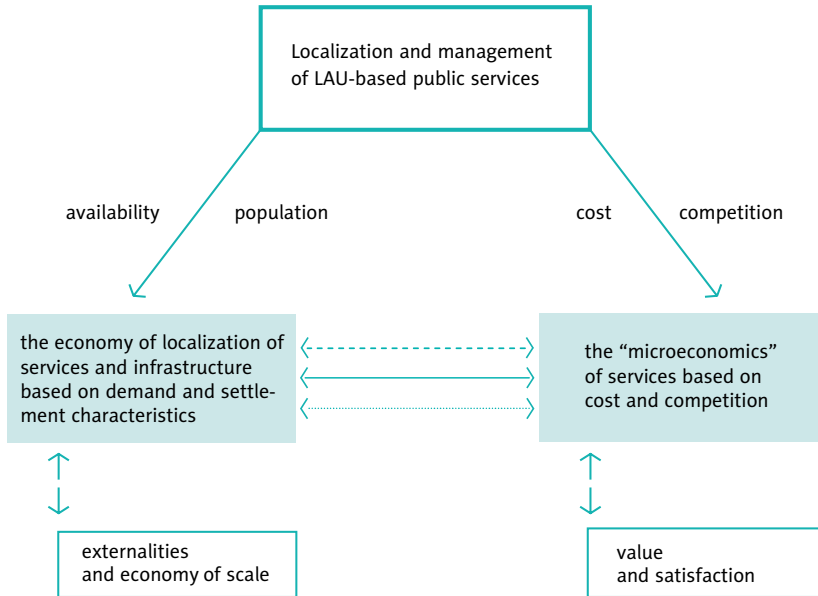 Localization and management
of LAU-based public services
availability
population
cost
competition
the economy of localization of
services and infrastructure
based on demand and settle-
ment characteristics
the “microeconomics”
of services based on
cost and competition
externalities
and economy of scale
value
and satisfaction